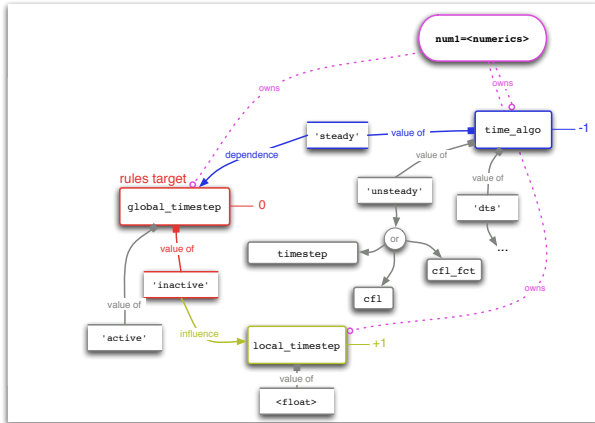 num1=<numerics>
owns
owns
time_algo
-1
'steady'
value of
dependence
value of
rules target
global_timestep
0
'unsteady'
value of
'dts'
value of
or
...
timestep
cfl_fct
'inactive'
cfl
owns
value of
'active'
influence
local_timestep
+1
value of
<float>